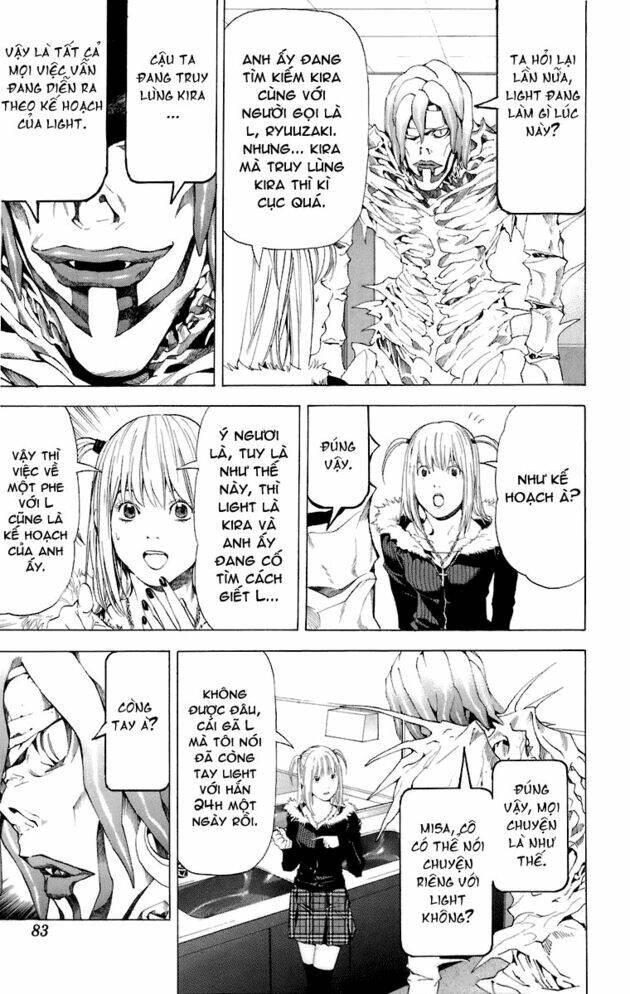 TA HỎI LẠI
LẦN NỮA,
LIGHT ĐANG
LÀM GÌ LÚC
NÀY?
ANH ẤY ĐANG
TÌM KIẾM KIRA
CÙNG VỚI
NGƯỜI GỌI LÀ
L, RYUUZAKI.
NHƯNG... KIRA
MÀ TRUY LÙNG
KIRA THÌ KÌ
CỤC QUÁ.
CẬU TA
ĐANG TRUY
LÙNG KIRA
...
VẬY LÀ TẤT CẢ
MỌI VIỆC VẪN
ĐANG DIỄN RA
THEO KẾ HOẠCH
CỦA LIGHT.
NHƯ KẾ
HOẠCH À?
ĐÚNG
VẬY.
Ý NGƯƠI
LÀ, TUY LÀ
NHƯ THẾ
NÀY, THÌ
LIGHT LÀ
KIRA VÀ
ANH ẤY
ĐANG CỐ
TÌM CÁCH
GIẾT L...
VẬY THÌ
VIỆC VỀ
MỘT PHE
VỚI L
CŨNG LÀ
KẾ HOẠCH
CỦA ANH
ẤY.
ĐÚNG
VẬY, MỌI
CHUYỆN
LÀ NHƯ
THẾ.
MISA, CÔ
CÓ THỂ NÓI
CHUYỆN
RIÊNG VỚI
LIGHT
KHÔNG?
KHÔNG
ĐƯỢC ĐÂU,
CÁI GÃ L
MÀ TÔI NÓI
ĐÃ CÒNG
TAY LIGHT
VỚI HẮN
24H MỘT
NGÀY RỒI.
CÒNG
TAY À?
83